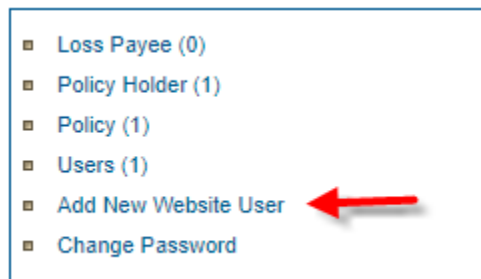 Loss Payee (0)
Policy Holder (1)
Policy (1)
Users (1)
Add New Website User
Change Password